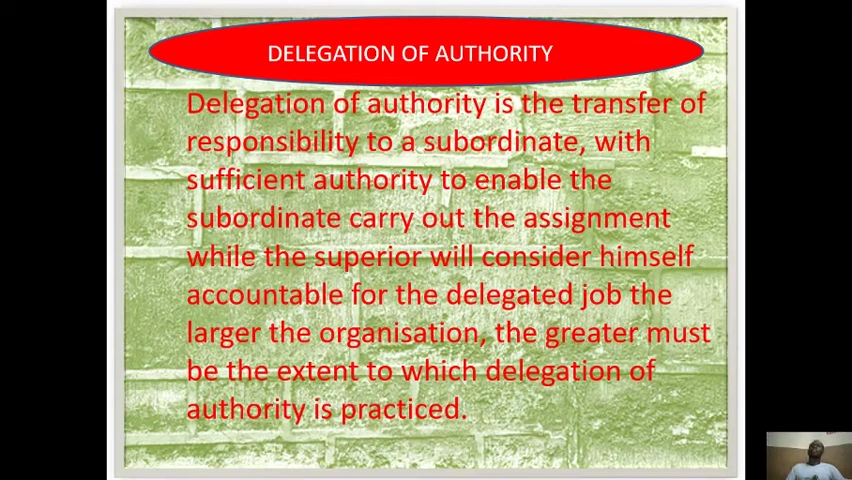 DELEGATION OF AUTHORITY
Delegation of authority is the transfer of
responsibility to a subordinate, with
sufficient authority to enable the
subordinate carry out the assignment
while the superior will consider himself
accountable for the delegated job the
larger the organisation, the greater must
be the extent to which delegation of
authority is practiced.